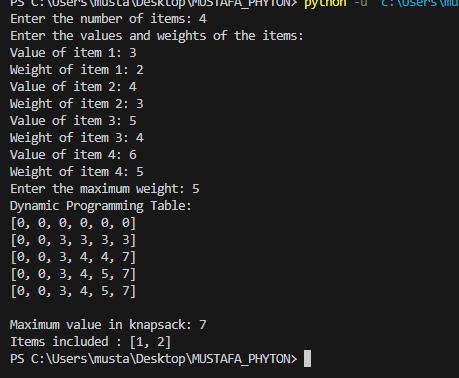 PS C:\Users\musta\Desktop\MUSTAFA_PHYTON> python -u "c:\Users\mu
Enter the number of items: 4
Enter the values and weights of the items:
Value of item 1: 3
Weight of item 1: 2
Value of item 2: 4
Weight of item 2: 3
Value of item 3: 5
Weight of item 3: 4
Value of item 4: 6
Weight of item 4: 5
Enter the maximum weight: 5
Dynamic Programming Table:
[0, 0, 0, 0, 0, 0]
[0, 0, 3, 3, 3, 3]
[0, 0, 3, 4, 4, 7]
[0, 0, 3, 4, 5, 7]
[0, 0, 3, 4, 5, 7]
Maximum value in knapsack: 7
Items included : [1, 2]
PS C:\Users\musta\Desktop\MUSTAFA_PHYTON>